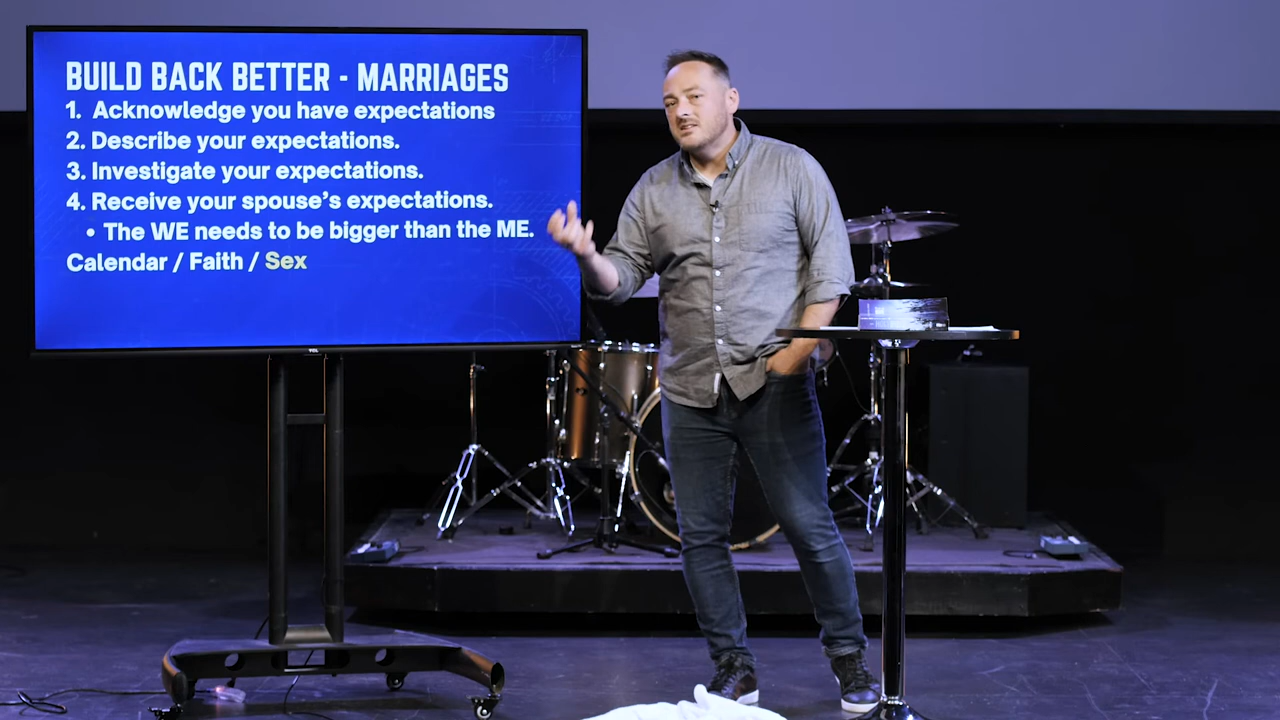 BUILD BACK BETTER - MARRIAGES
1. Acknowledge you have expectations
2. Describe your expectations.
3. Investigate your expectations.
4. Receive your spouse’s expectations.
• The WE needs to be bigger than the ME.
Calendar / Faith / Sex
TCL